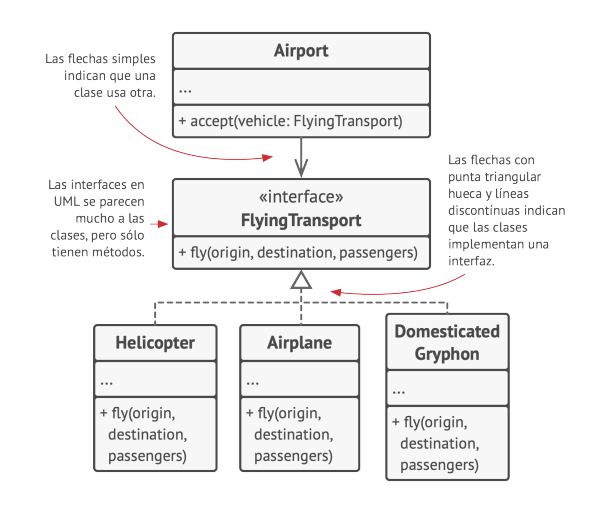 Airport
...
+ accept(vehicle: FlyingTransport)
Las flechas simples
indican que una
clase usa otra.
«interface»
FlyingTransport
+ fly(origin, destination, passengers)
Las interfaces en
UML se parecen
mucho a las
clases, pero sólo
tienen métodos.
Las flechas con
punta triangular
hueca y líneas
discontinuas indican
que las clases
implementan una
interfaz.
Helicopter
...
+ fly(origin,
destination,
passengers)
Airplane
...
+ fly(origin,
destination,
passengers)
Domesticated
Gryphon
...
+ fly(origin,
destination,
passengers)